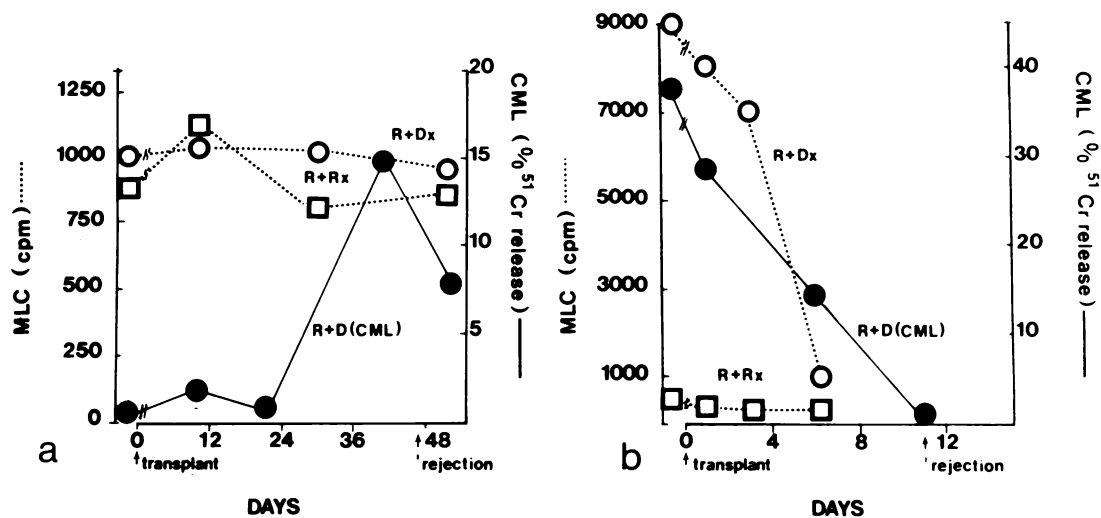 1250
1000
750
500
250
0
MLC (cpm)
20
15
10
5
CML (% 51Cr release)
R+Dx
R+Rx
R+D(CML)
0 12 24 36 48
transplant
rejection
a
DAYS
9000
7000
5000
3000
1000
MLC (cpm)
40
30
20
10
CML (% 51Cr release)
R+Dx
R+D(CML)
R+Rx
0 4 8 12
transplant
rejection
b
DAYS